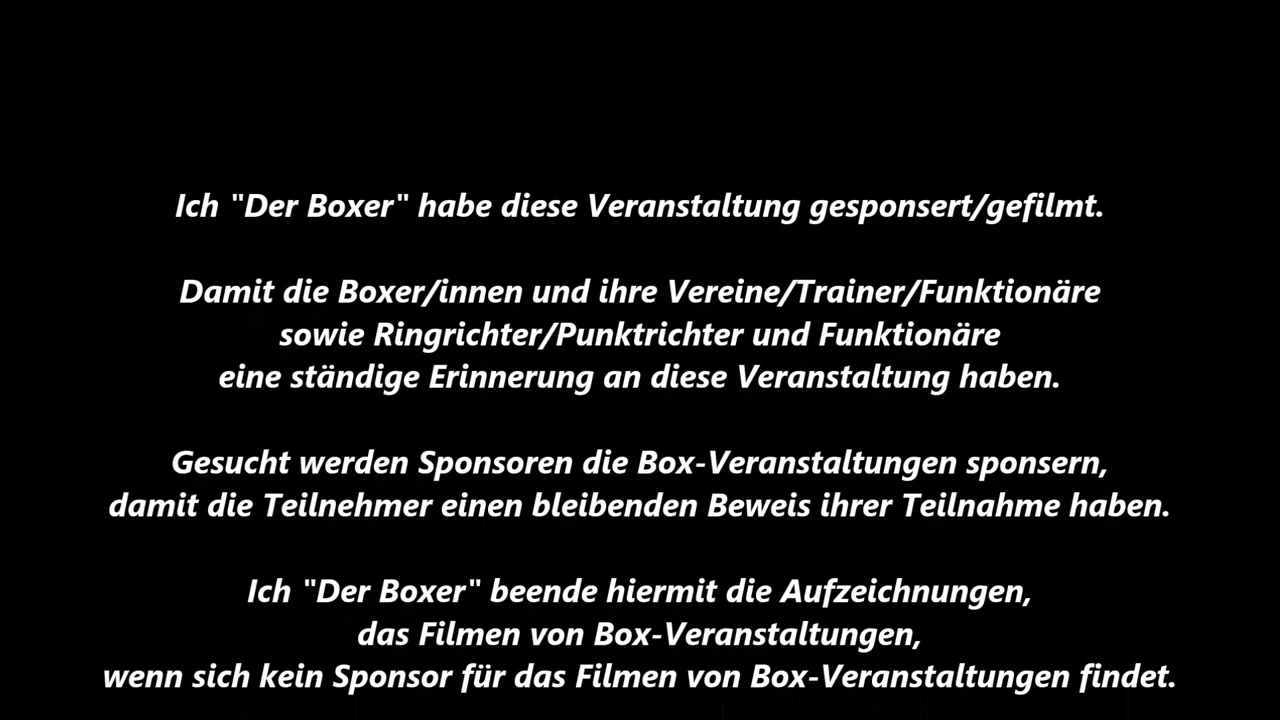 Ich "Der Boxer" habe diese Veranstaltung gesponsert/gefilmt.
Damit die Boxer/innen und ihre Vereine/Trainer/Funktionäre
sowie Ringrichter/Punktrichter und Funktionäre
eine ständige Erinnerung an diese Veranstaltung haben.
Gesucht werden Sponsoren die Box-Veranstaltungen sponsern,
damit die Teilnehmer einen bleibenden Beweis ihrer Teilnahme haben.
Ich "Der Boxer" beende hiermit die Aufzeichnungen,
das Filmen von Box-Veranstaltungen,
wenn sich kein Sponsor für das Filmen von Box-Veranstaltungen findet.